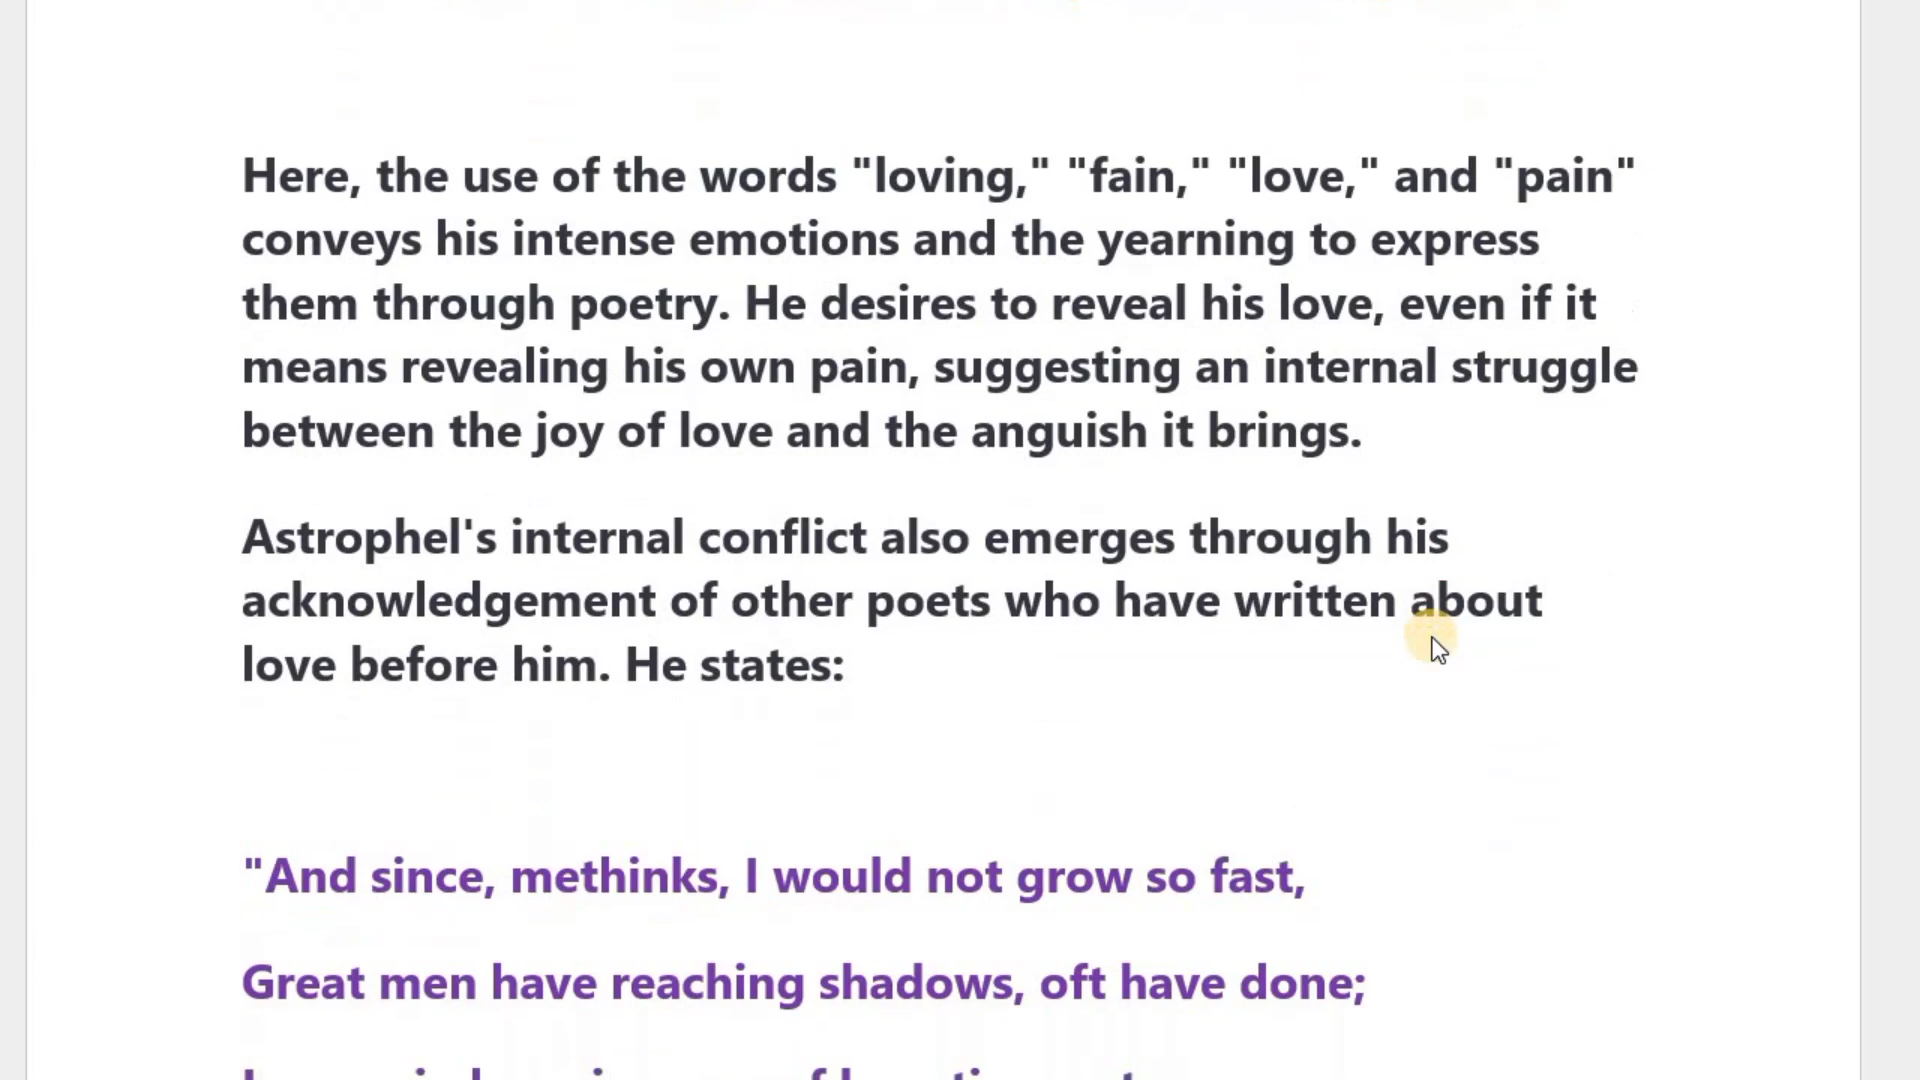 Here, the use of the words "loving," "fain," "love," and "pain"
conveys his intense emotions and the yearning to express
them through poetry. He desires to reveal his love, even if it
means revealing his own pain, suggesting an internal struggle
between the joy of love and the anguish it brings.
Astrophel's internal conflict also emerges through his
acknowledgement of other poets who have written about
love before him. He states:
"And since, methinks, I would not grow so fast,
Great men have reaching shadows, oft have done;